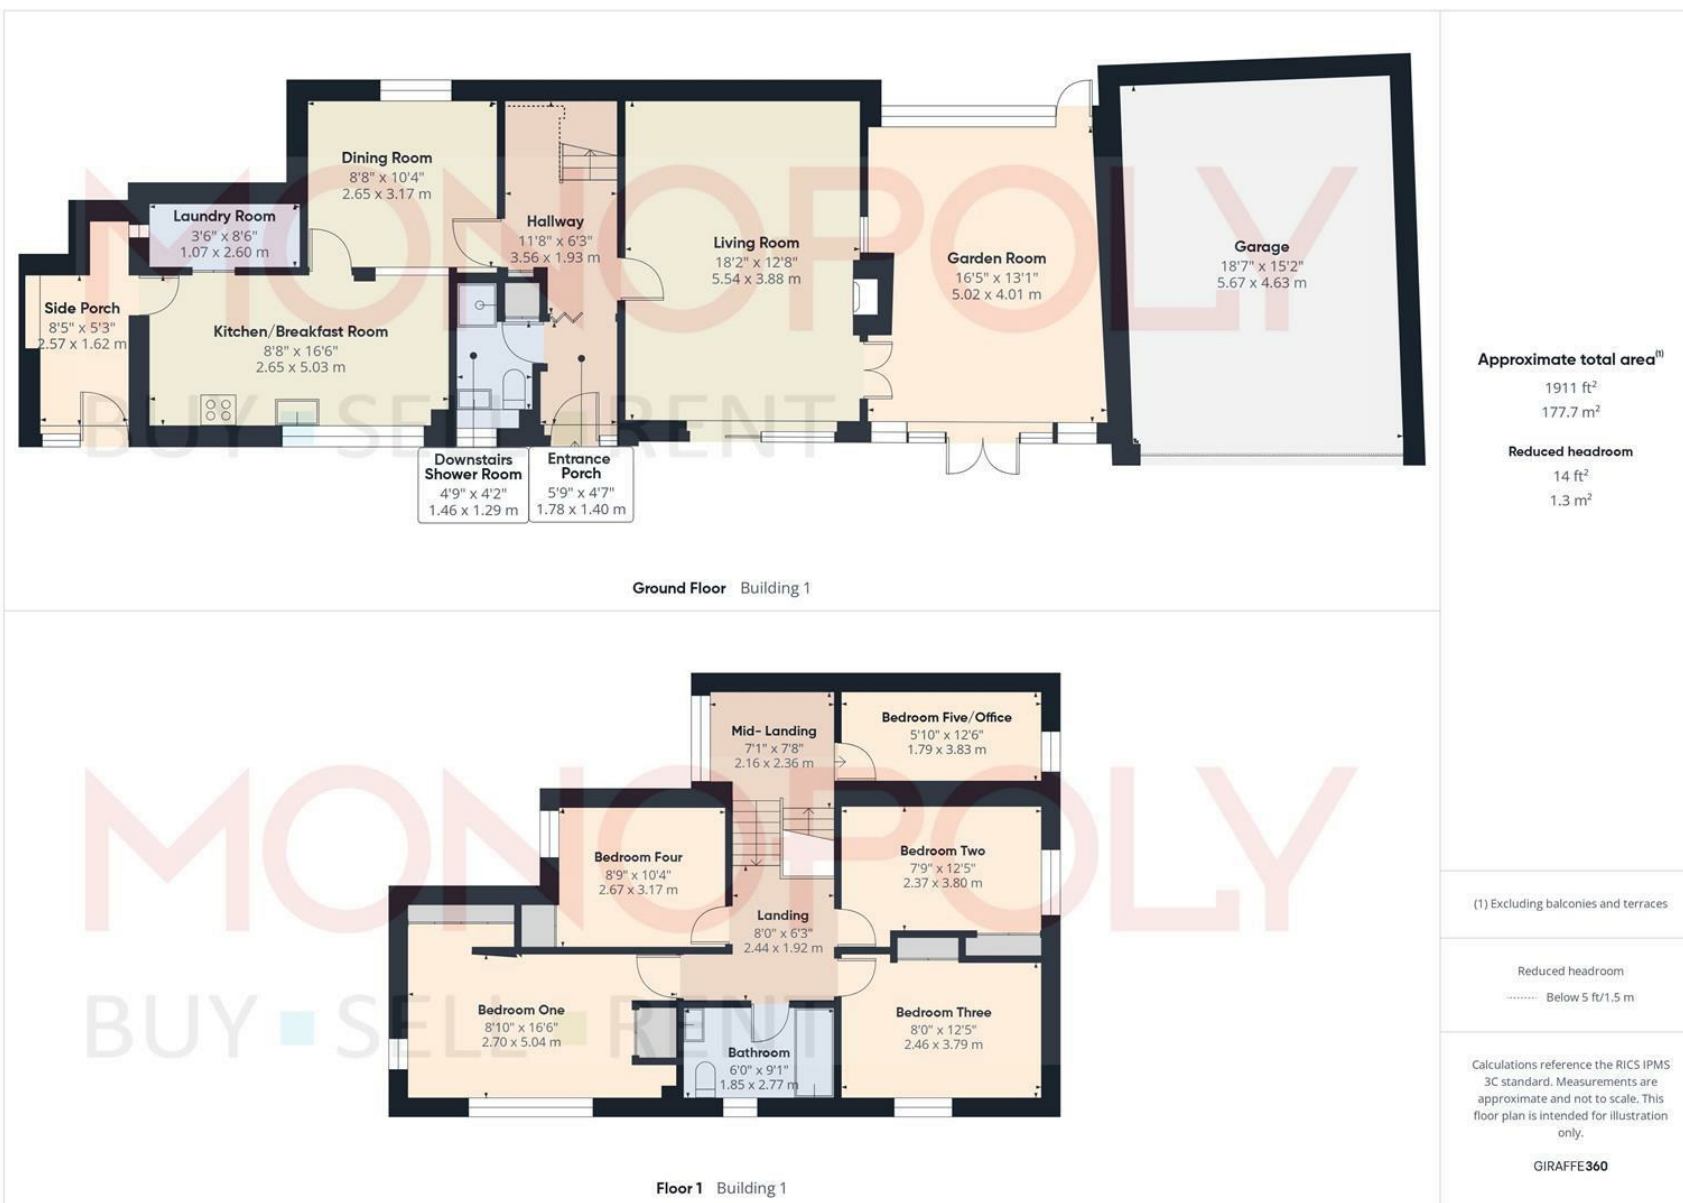 Dining Room
8'8" x 10'4"
2.65 x 3.17 m
Laundry Room
3'6" x 8'6"
1.07 x 2.60 m
Hallway
11'8" x 6'3"
3.56 x 1.93 m
Living Room
18'2" x 12'8"
5.54 x 3.88 m
Garden Room
16'5" x 13'1"
5.02 x 4.01 m
Garage
18'7" x 15'2"
5.67 x 4.63 m
Side Porch
8'5" x 5'3"
2.57 x 1.62 m
Kitchen/Breakfast Room
8'8" x 16'6"
2.65 x 5.03 m
Downstairs
Shower Room
4'9" x 4'2"
1.46 x 1.29 m
Entrance
Porch
5'9" x 4'7"
1.78 x 1.40 m
MONOPOLY
BUY SELL RENT
Ground Floor Building 1
Mid- Landing
7'1" x 7'8"
2.16 x 2.36 m
Bedroom Five/Office
5'10" x 12'6"
1.79 x 3.83 m
Bedroom Four
8'9" x 10'4"
2.67 x 3.17 m
Bedroom Two
7'9" x 12'5"
2.37 x 3.80 m
Landing
8'0" x 6'3"
2.44 x 1.92 m
Bedroom One
8'10" x 16'6"
2.70 x 5.04 m
Bedroom Three
8'0" x 12'5"
2.46 x 3.79 m
Bathroom
6'0" x 9'1"
1.85 x 2.77 m
MONOPOLY
BUY SELL RENT
Floor 1 Building 1
Approximate total area(1)
1911 ft²
177.7 m²
Reduced headroom
14 ft²
1.3 m²
(1) Excluding balconies and terraces
Reduced headroom
Below 5 ft/1.5 m
Calculations reference the RICS IPMS
3C standard. Measurements are
approximate and not to scale. This
floor plan is intended for illustration
only.
GIRAFFE360